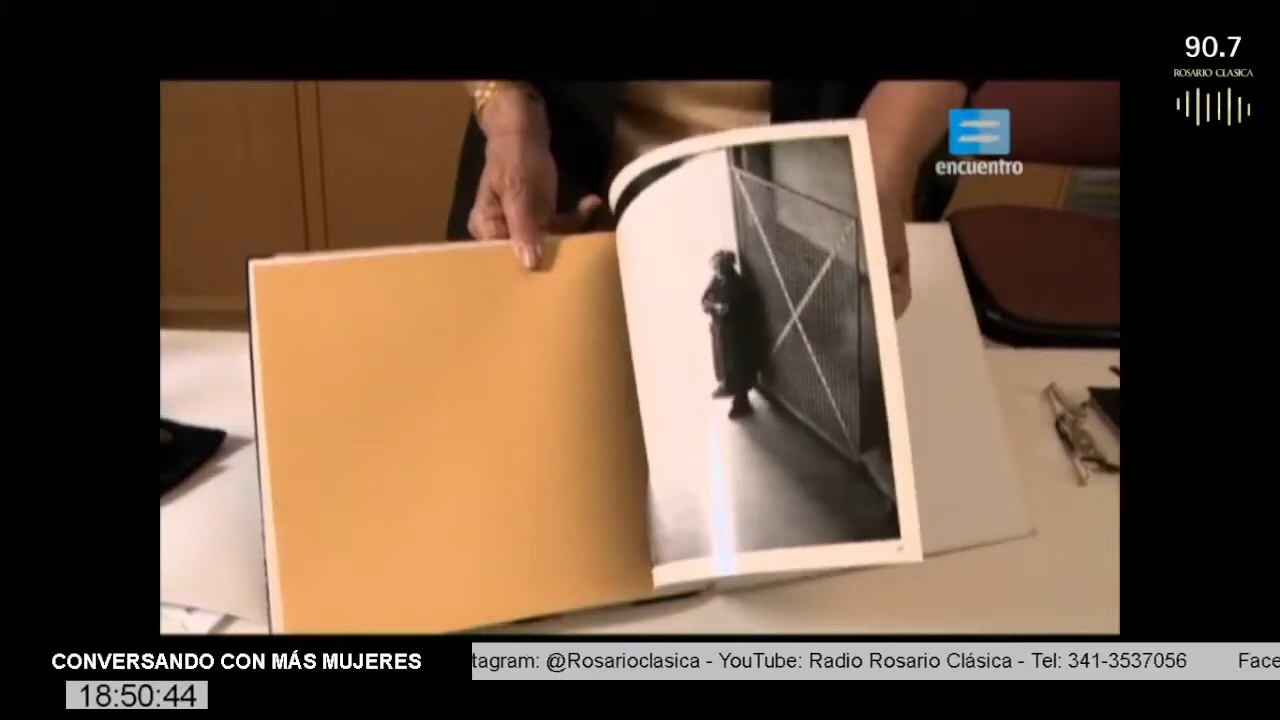 90.7
ROSARIO CLASICA
encuentro
CONVERSANDO CON MÁS MUJERES
tagram: @Rosarioclasica - YouTube: Radio Rosario Clásica - Tel: 341-3537056 Face
18:50:44